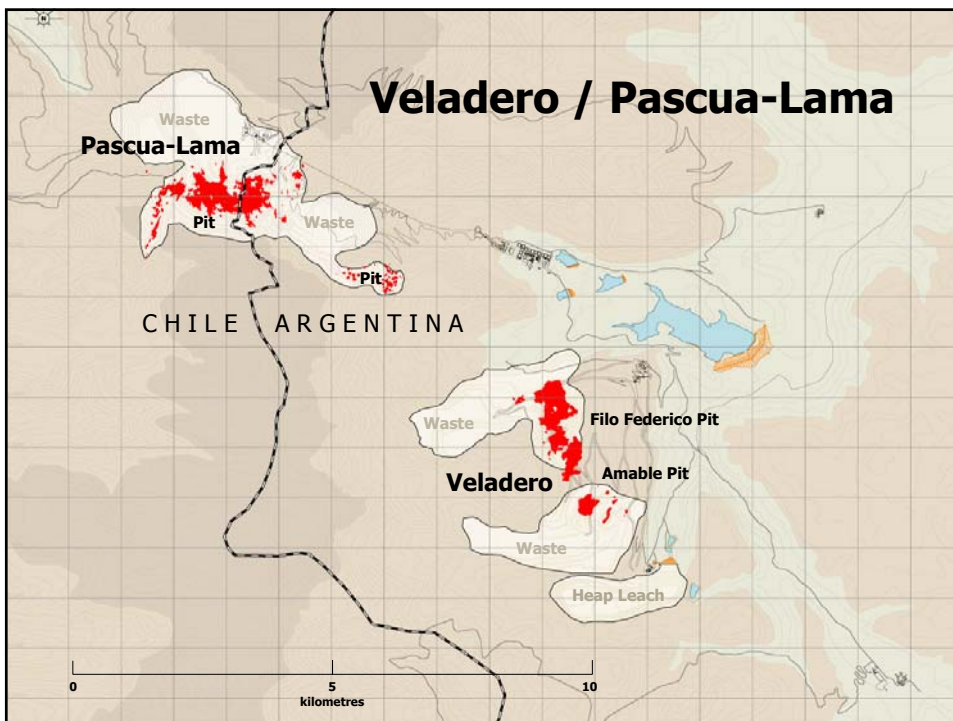 N
Veladero / Pascua-Lama
Waste
Pascua-Lama
Pit
Waste
Pit
CHILE ARGENTINA
Waste
Filo Federico Pit
Amable Pit
Veladero
Waste
Heap Leach
0 5 10
kilometres